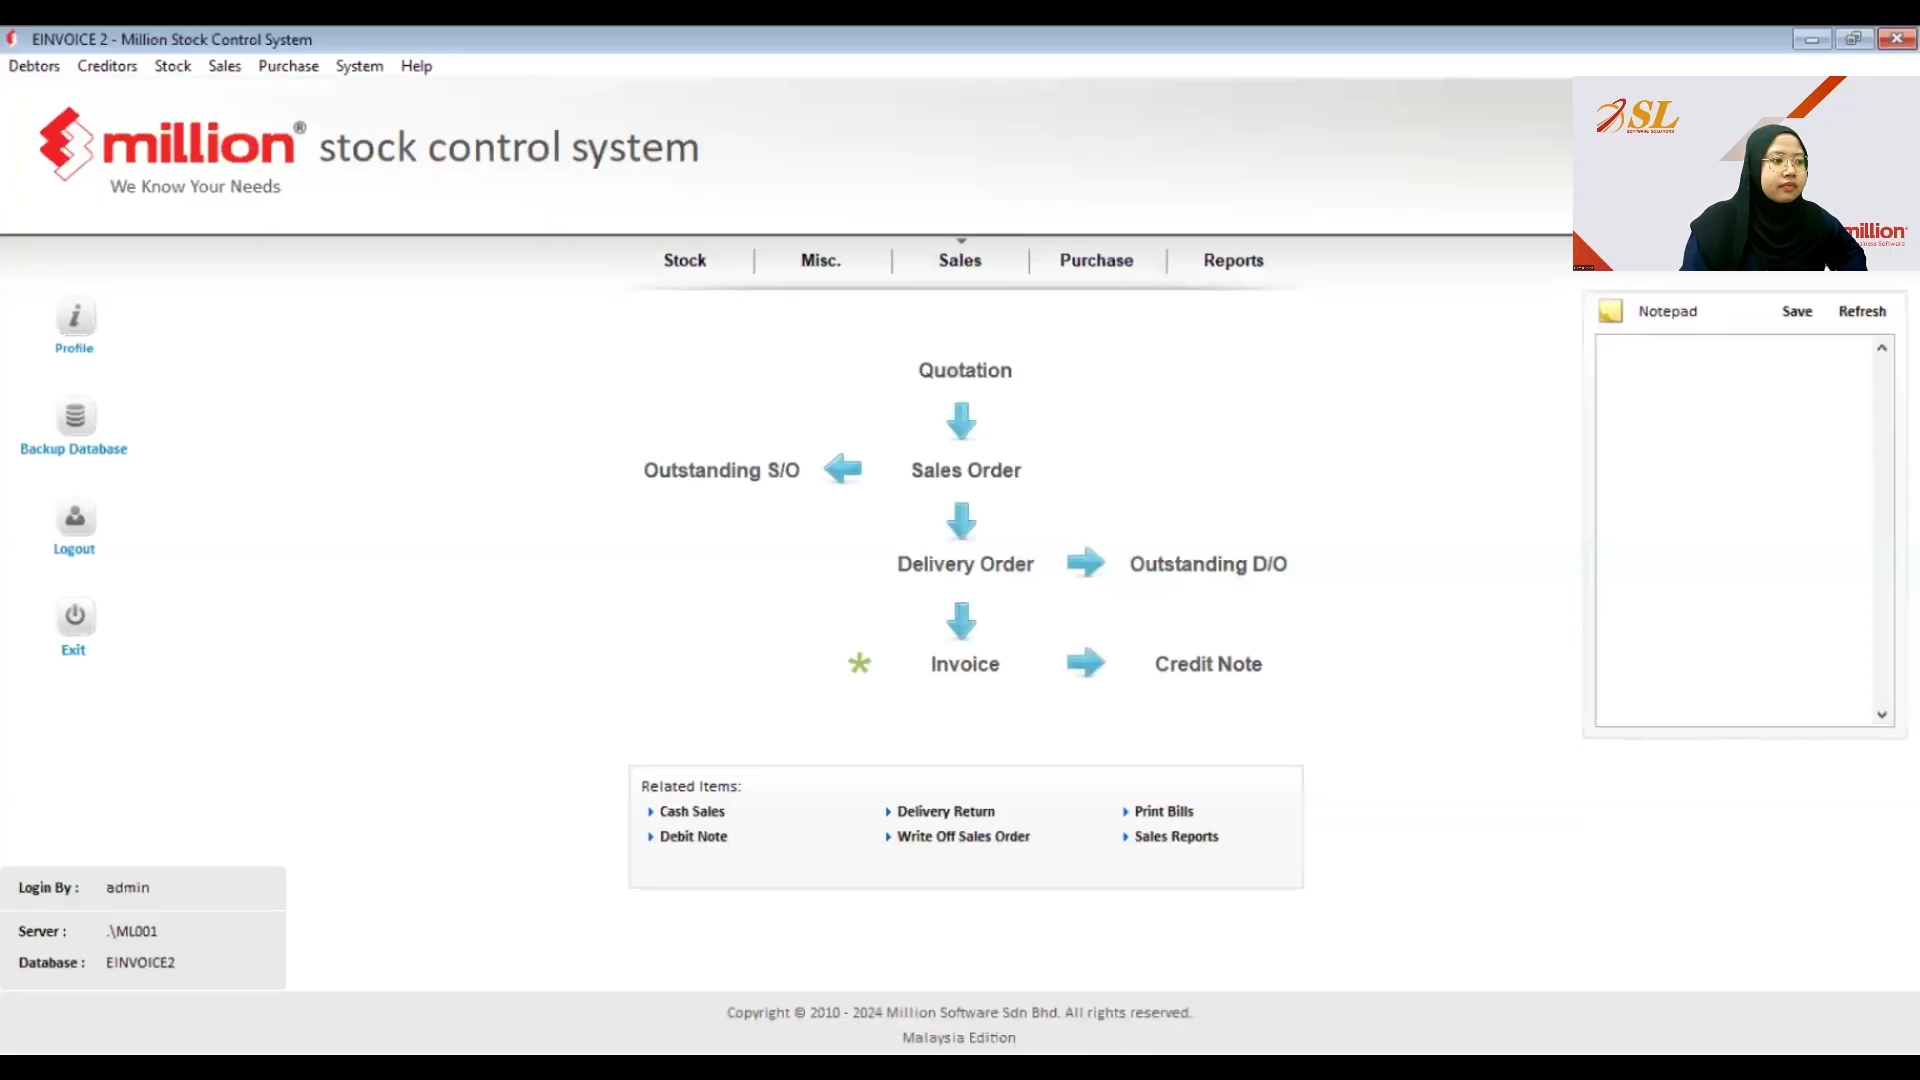 EINVOICE 2 - Million Stock Control System
Debtors Creditors Stock Sales Purchase System Help
million® stock control system
We Know Your Needs
SL
SOFTWARE SOLUTIONS
million
Stock Misc. Sales Purchase Reports
Profile
Backup Database
Logout
Exit
Quotation
Outstanding S/O Sales Order
Delivery Order Outstanding D/O
* Invoice Credit Note
Notepad Save Refresh
Related Items:
Cash Sales Delivery Return Print Bills
Debit Note Write Off Sales Order Sales Reports
Login By : admin
Server : .\ML001
Database : EINVOICE2
Copyright © 2010 - 2024 Million Software Sdn Bhd. All rights reserved.
Malaysia Edition